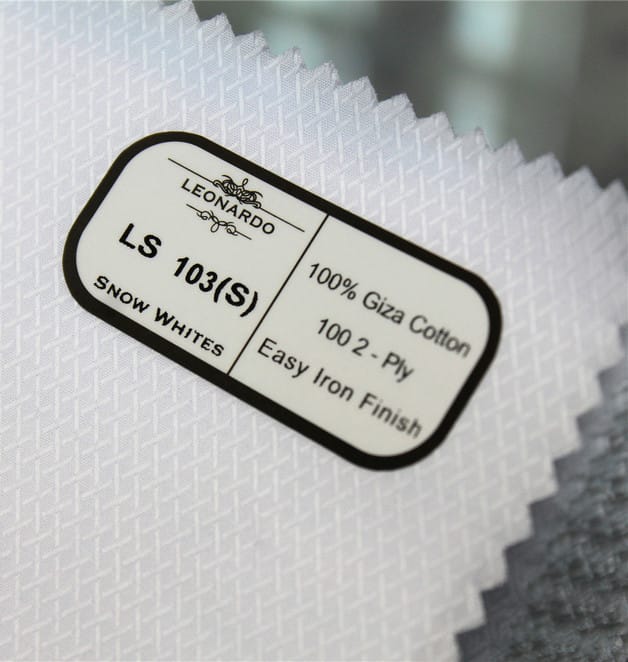 LEONARDO
LS 103(S)
SNOW WHITES
100% Giza Cotton
100 2 - Ply
Easy Iron Finish